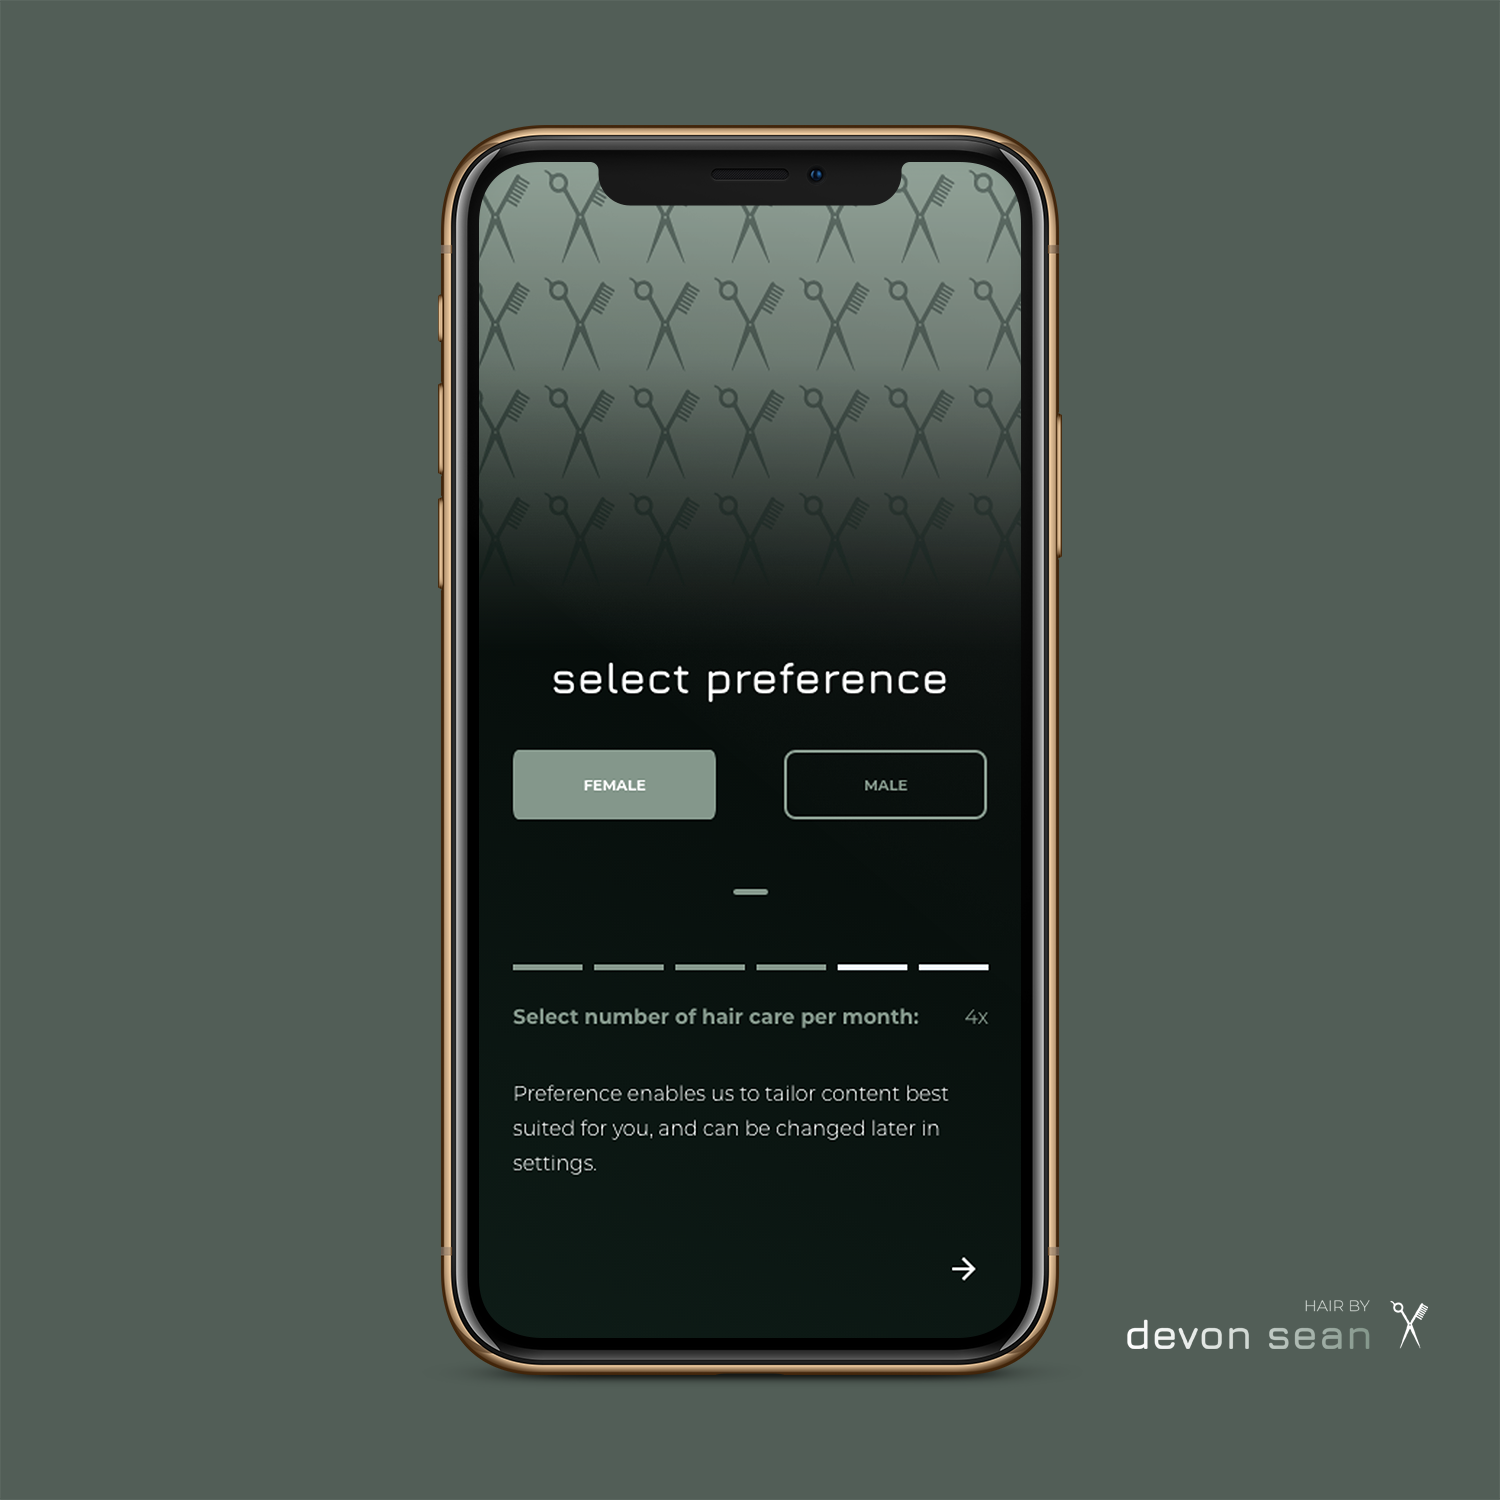 select preference
FEMALE
MALE
Select number of hair care per month:
4x
Preference enables us to tailor content best
suited for you, and can be changed later in
settings.
HAIR BY
devon sean